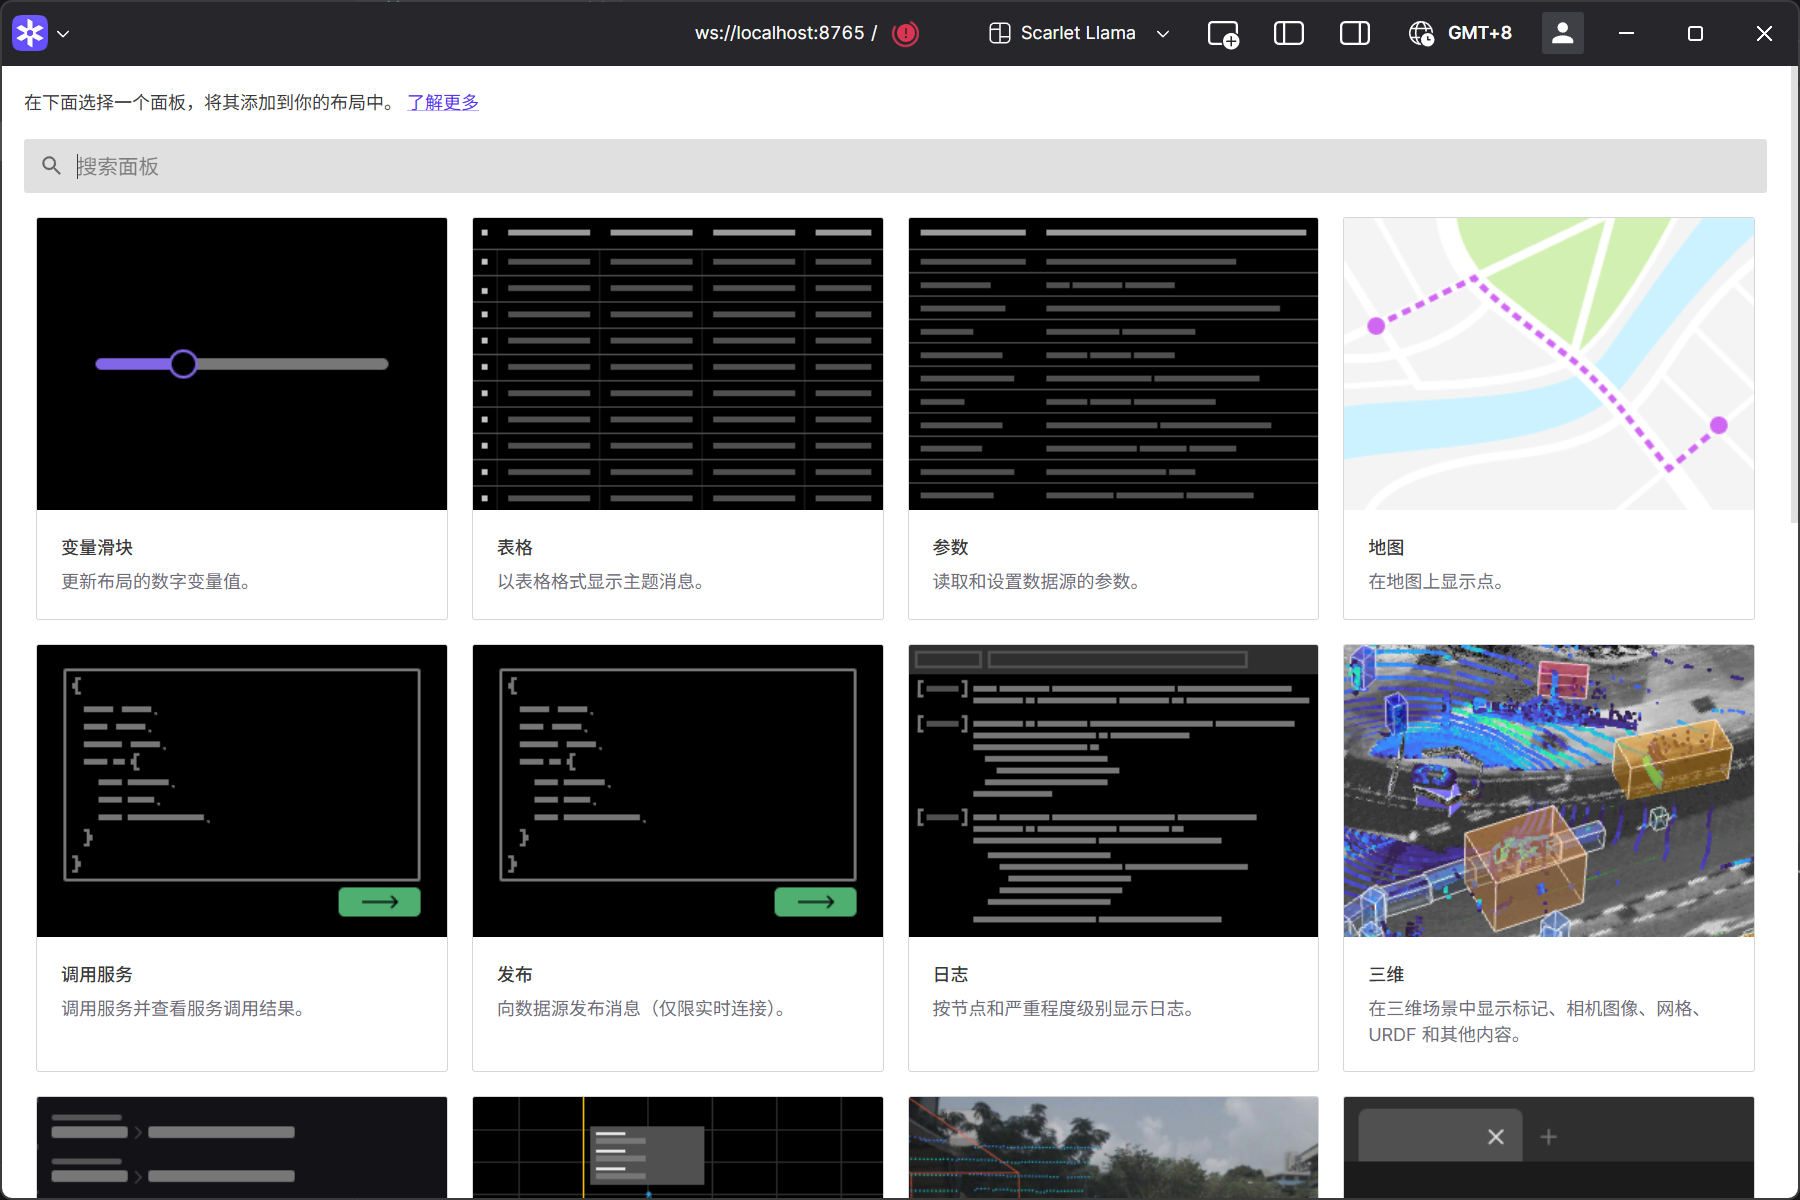 ws://localhost:8765 /
Scarlet Llama
GMT+8
在下面选择一个面板，将其添加到你的布局中。 了解更多
搜索面板
变量滑块
更新布局的数字变量值。
表格
以表格格式显示主题消息。
参数
读取和设置数据源的参数。
地图
在地图上显示点。
调用服务
调用服务并查看服务调用结果。
发布
向数据源发布消息（仅限实时连接）。
日志
按节点和严重程度级别显示日志。
三维
在三维场景中显示标记、相机图像、网格、
URDF 和其他内容。